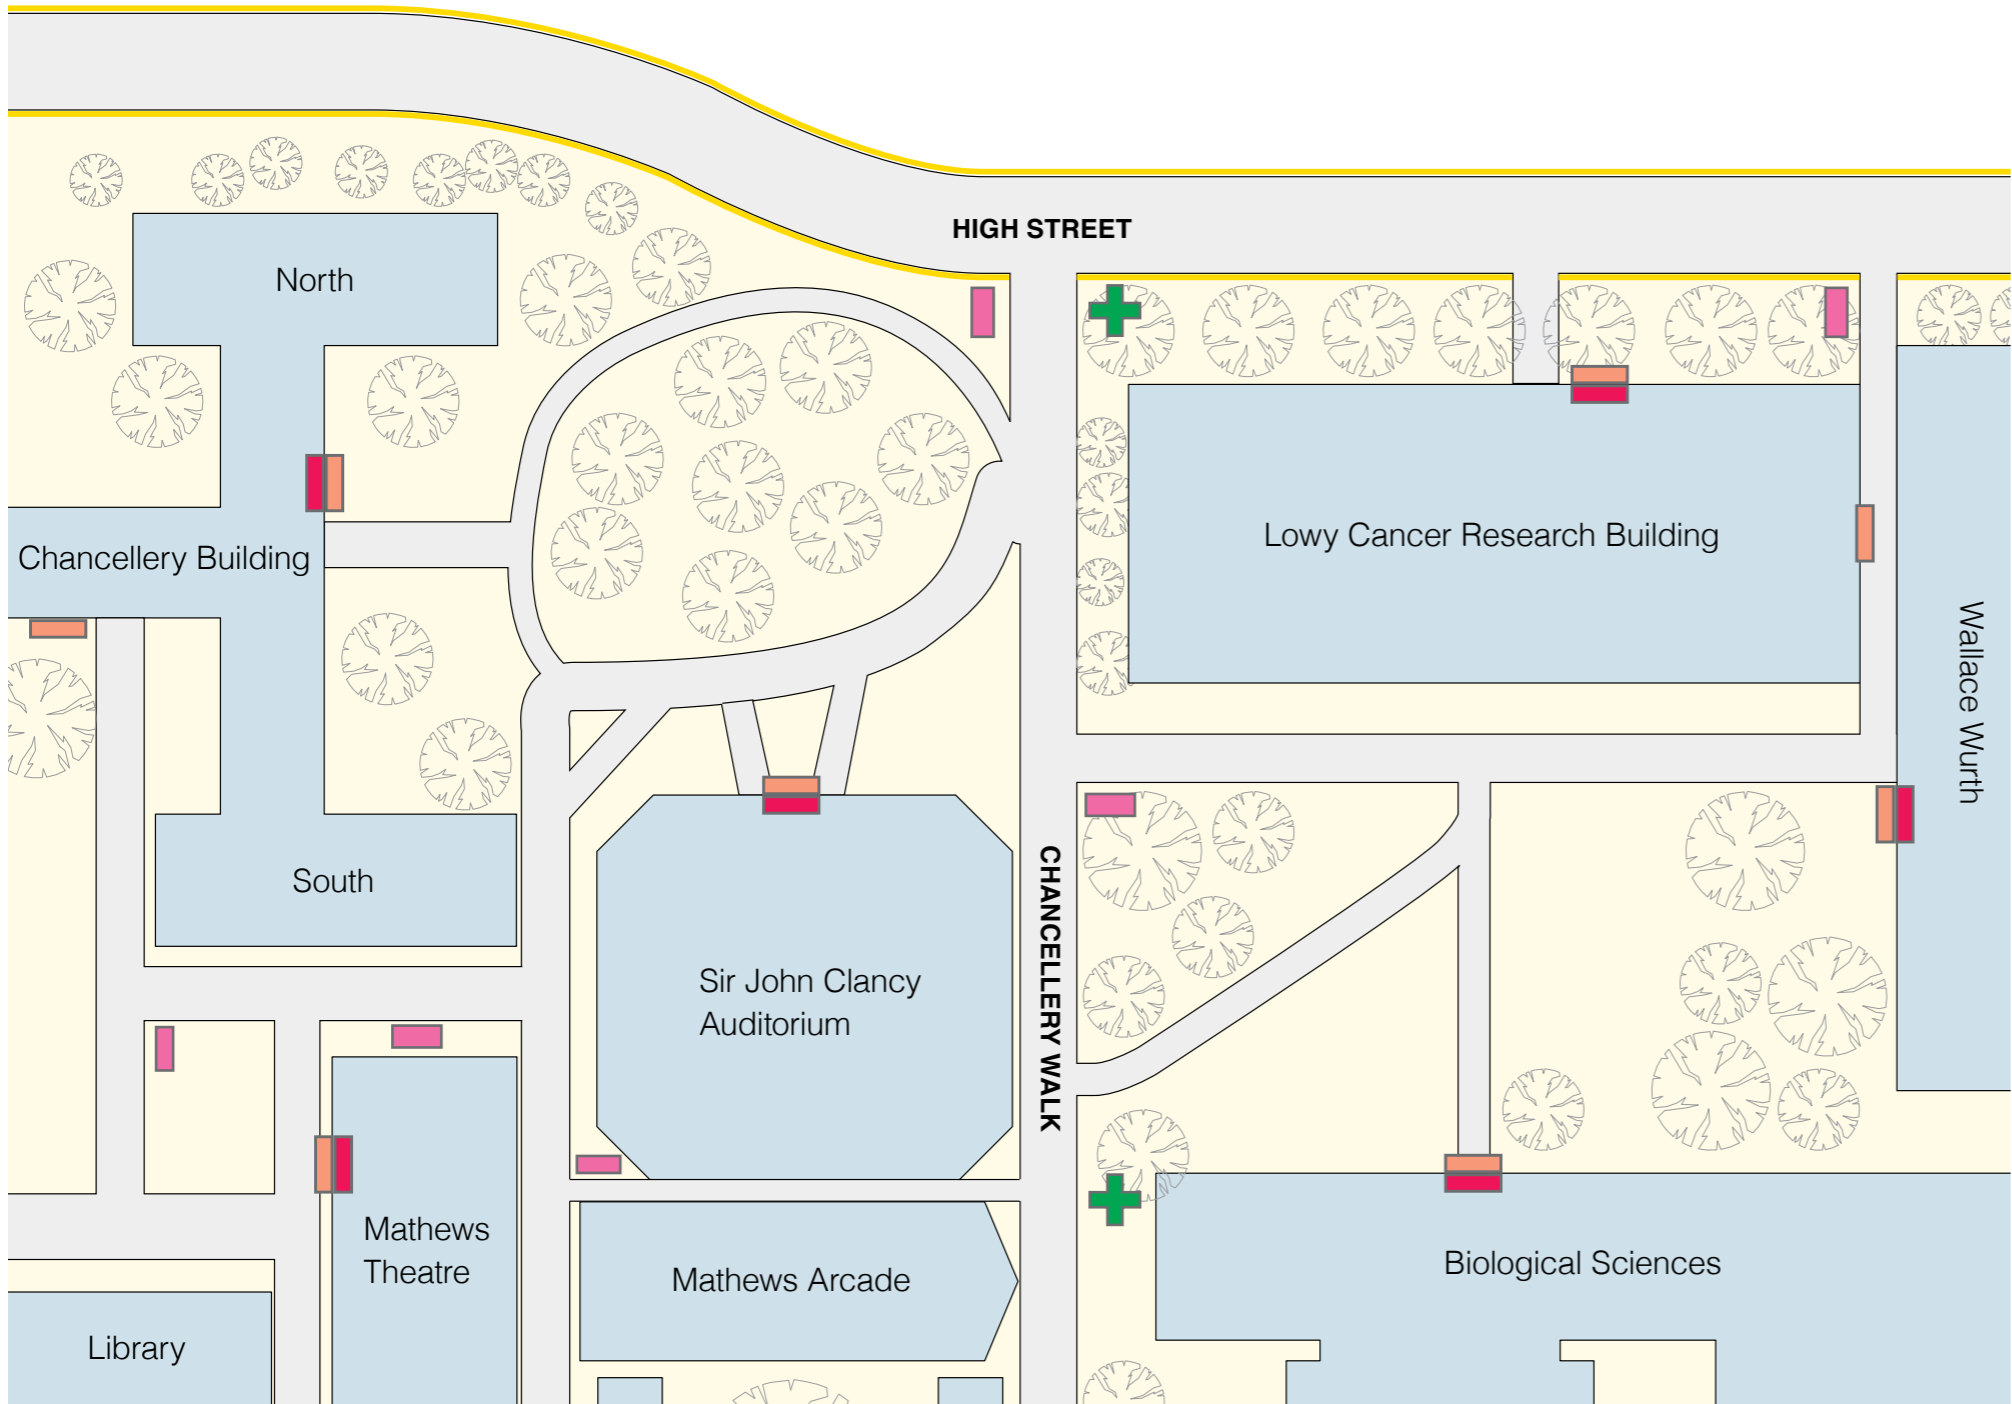 HIGH STREET
North
Chancellery Building
Lowy Cancer Research Building
Wallace Wurth
South
Sir John Clancy
Auditorium
CHANCELLERY WALK
Mathews
Theatre
Mathews Arcade
Biological Sciences
Library